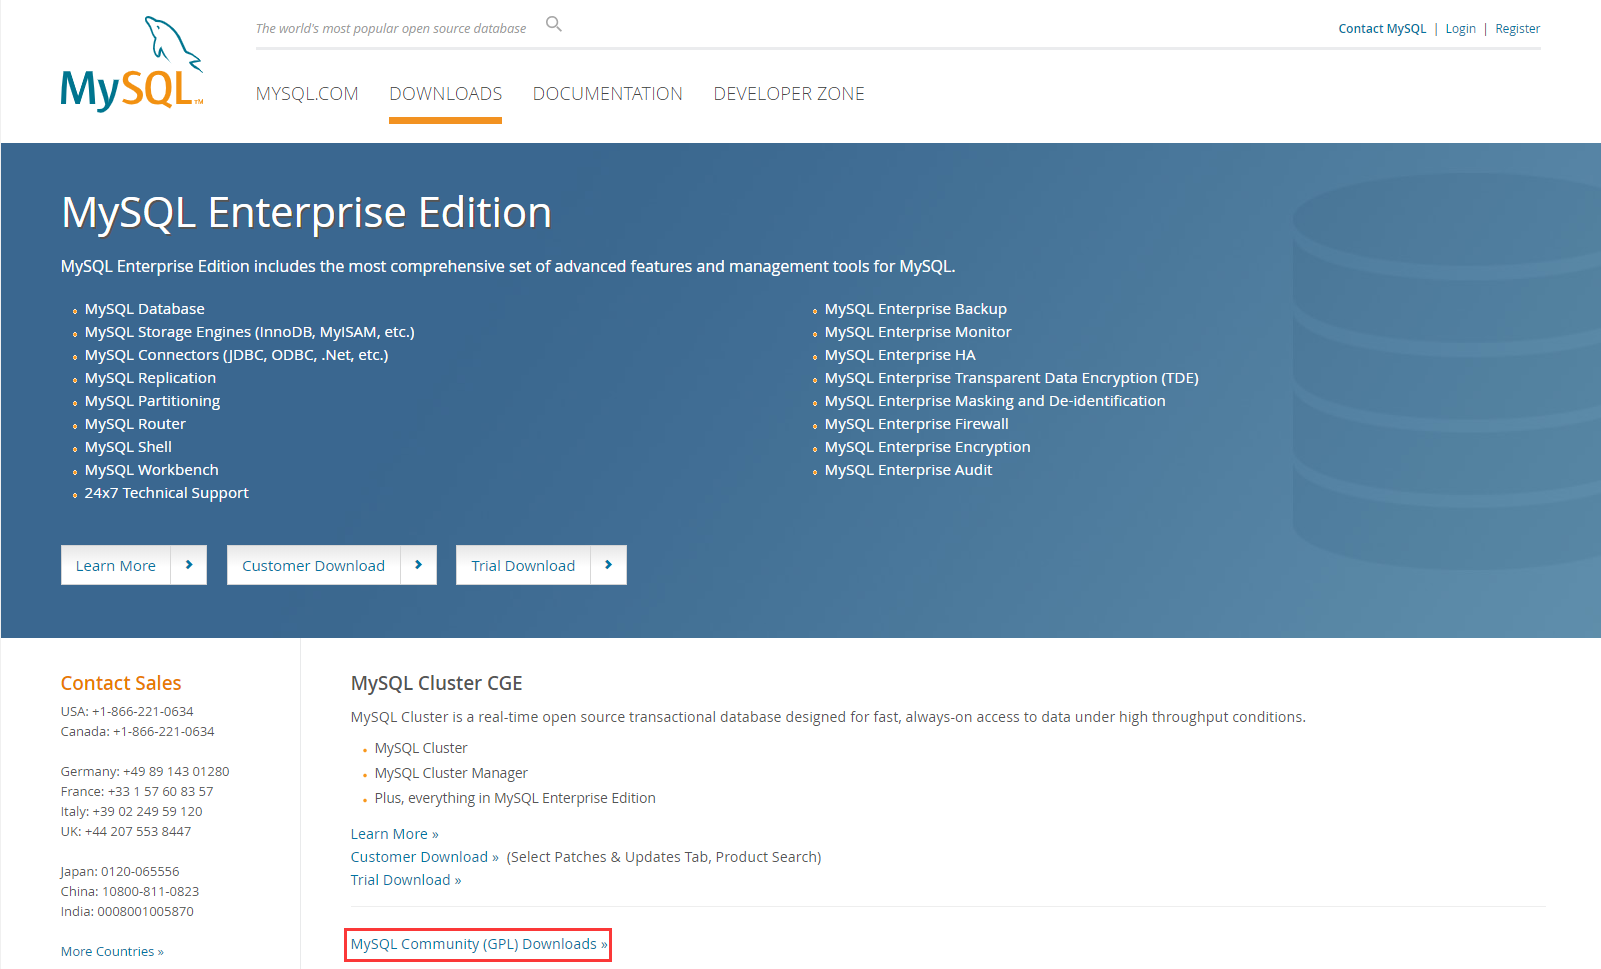 The world's most popular open source database
Contact MySQL | Login | Register
MySQL™
MYSQL.COM DOWNLOADS DOCUMENTATION DEVELOPER ZONE
MySQL Enterprise Edition
MySQL Enterprise Edition includes the most comprehensive set of advanced features and management tools for MySQL.
MySQL Database
MySQL Storage Engines (InnoDB, MyISAM, etc.)
MySQL Connectors (JDBC, ODBC, .Net, etc.)
MySQL Replication
MySQL Partitioning
MySQL Router
MySQL Shell
MySQL Workbench
24x7 Technical Support
MySQL Enterprise Backup
MySQL Enterprise Monitor
MySQL Enterprise HA
MySQL Enterprise Transparent Data Encryption (TDE)
MySQL Enterprise Masking and De-identification
MySQL Enterprise Firewall
MySQL Enterprise Encryption
MySQL Enterprise Audit
Learn More
Customer Download
Trial Download
Contact Sales
USA: +1-866-221-0634
Canada: +1-866-221-0634
Germany: +49 89 143 01280
France: +33 1 57 60 83 57
Italy: +39 02 249 59 120
UK: +44 207 553 8447
Japan: 0120-065556
China: 10800-811-0823
India: 0008001005870
More Countries »
MySQL Cluster CGE
MySQL Cluster is a real-time open source transactional database designed for fast, always-on access to data under high throughput conditions.
MySQL Cluster
MySQL Cluster Manager
Plus, everything in MySQL Enterprise Edition
Learn More »
Customer Download » (Select Patches & Updates Tab, Product Search)
Trial Download »
MySQL Community (GPL) Downloads »